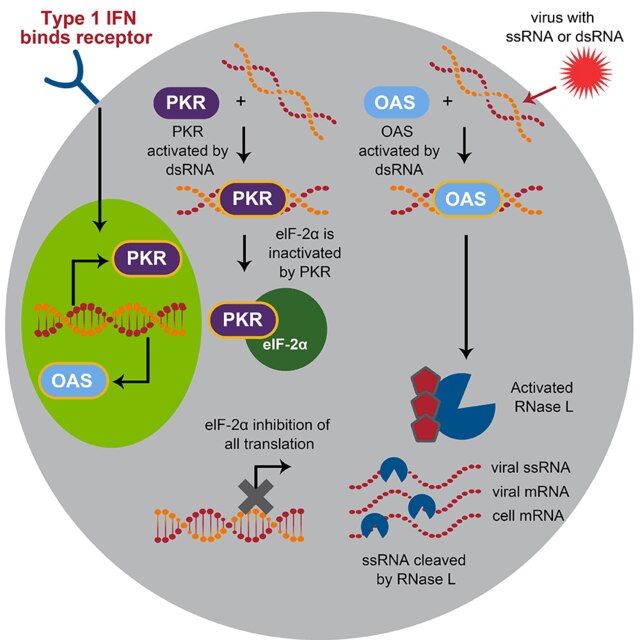 Type 1 IFN
binds receptor
virus with
ssRNA or dsRNA
PKR
+
PKR
activated by
dsRNA
PKR
eIF-2α is
inactivated
by PKR
PKR
eIF-2α
OAS
+
OAS
activated by
dsRNA
OAS
PKR
OAS
Activated
RNase L
eIF-2α inhibition of
all translation
viral ssRNA
viral mRNA
cell mRNA
ssRNA cleaved
by RNase L